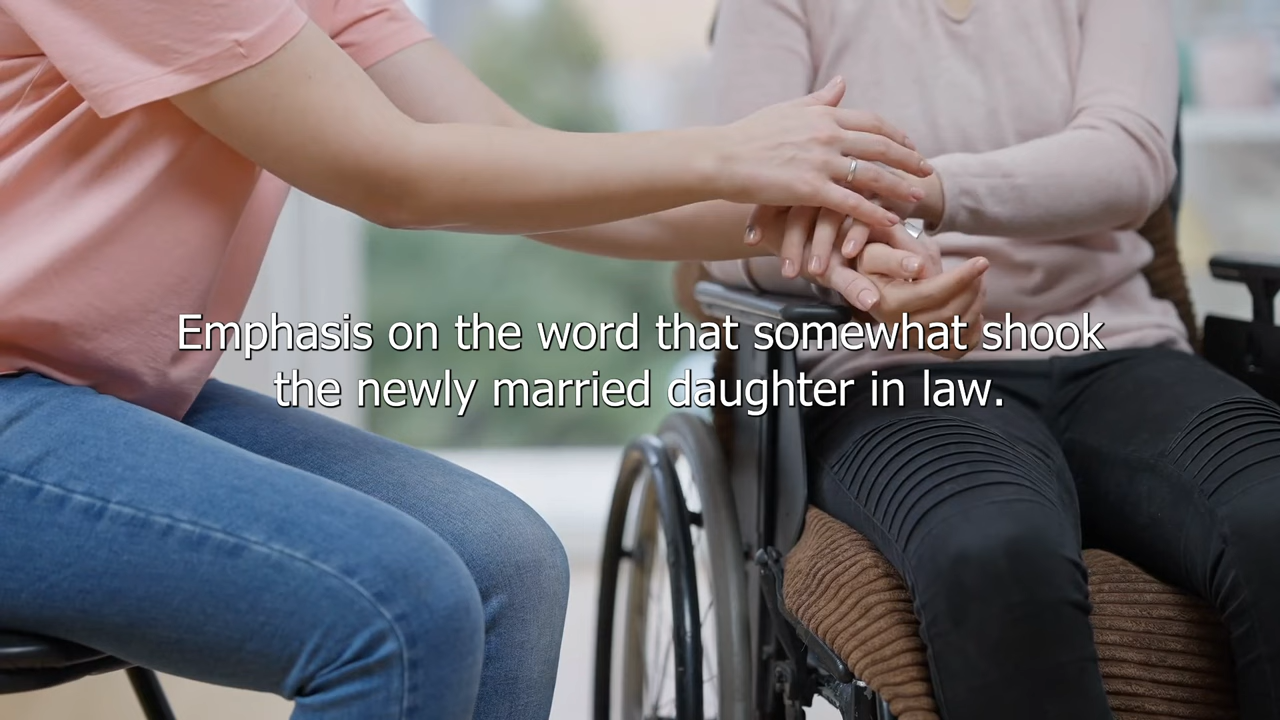 Emphasis on the word that somewhat shook
the newly married daughter in law.